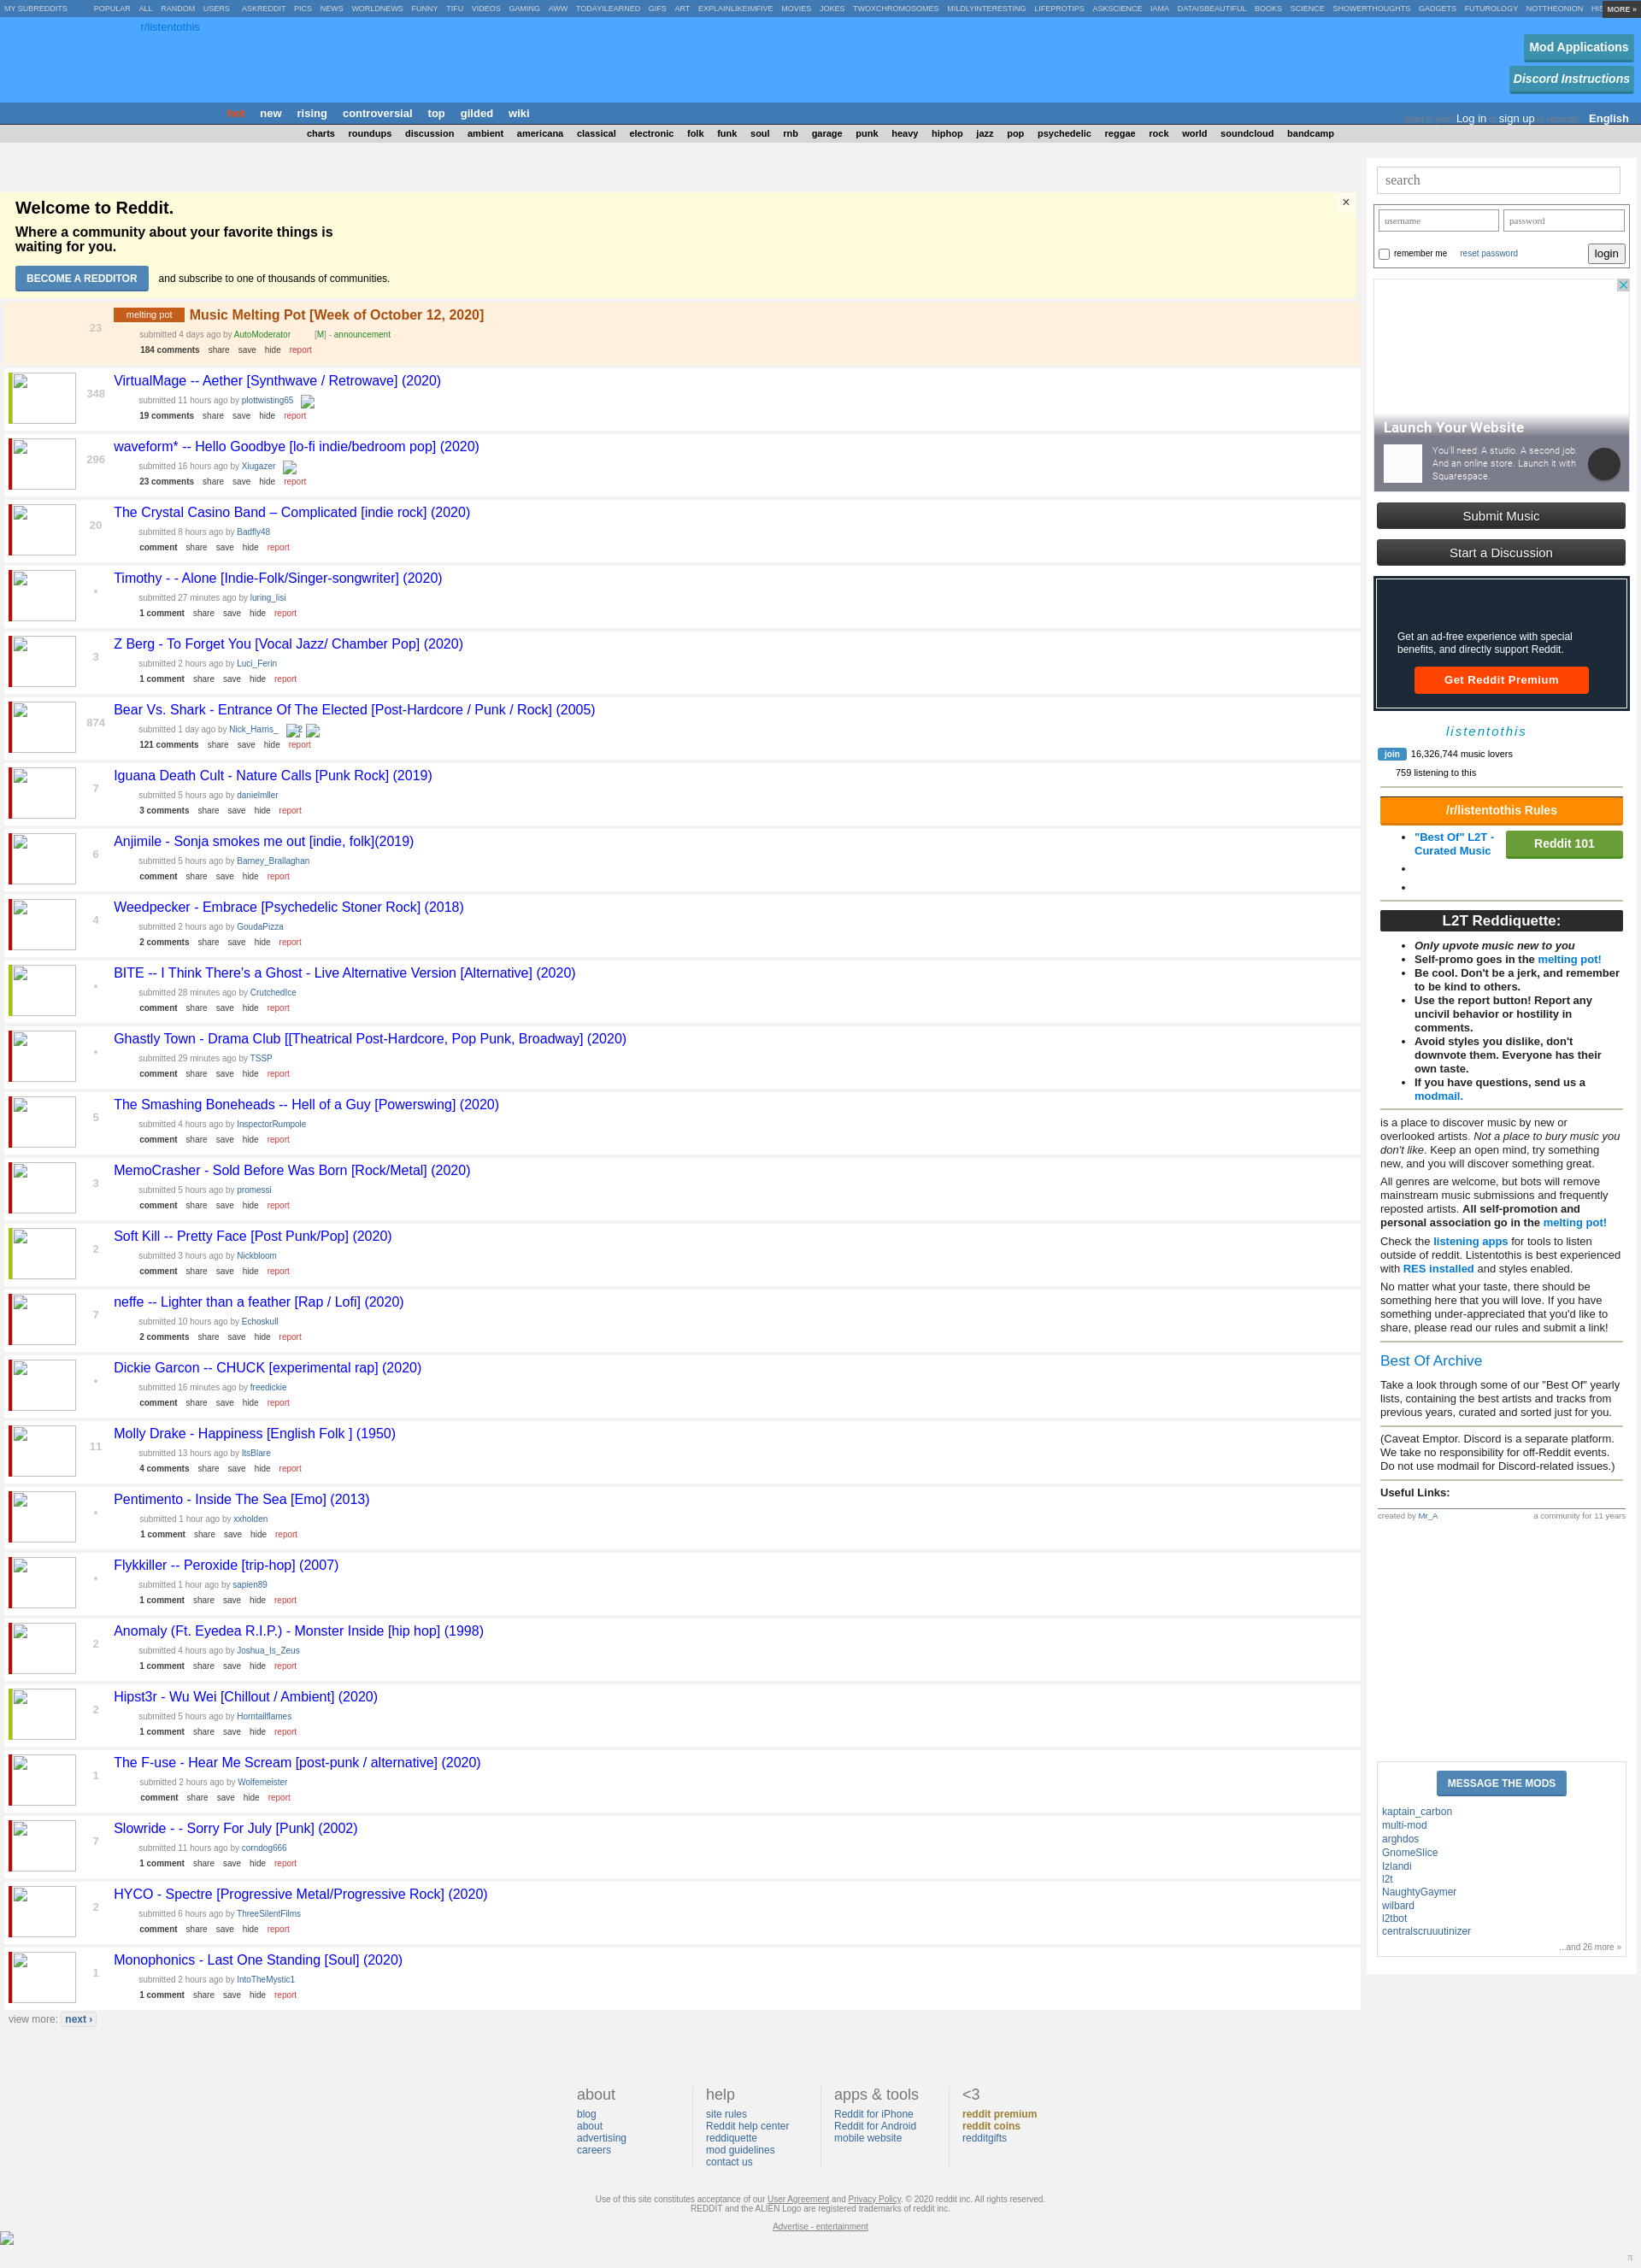 MY SUBREDDITS POPULAR ALL RANDOM USERS ASKREDDIT PICS NEWS WORLDNEWS FUNNY TIFU VIDEOS GAMING AWW TODAYILEARNED GIFS ART EXPLAINLIKEIMFIVE MOVIES JOKES TWOXCHROMOSOMES MILDLYINTERESTING LIFEPROTIPS ASKSCIENCE IAMA DATAISBEAUTIFUL BOOKS SCIENCE SHOWERTHOUGHTS GADGETS FUTUROLOGY NOTTHEONION MORE »
r/listentothis
Mod Applications
Discord Instructions
hot new rising controversial top gilded wiki
Want to join? Log in or sign up in seconds. English
charts roundups discussion ambient americana classical electronic folk funk soul rnb garage punk heavy hiphop jazz pop psychedelic reggae rock world soundcloud bandcamp
Welcome to Reddit.
×
Where a community about your favorite things is
waiting for you.
BECOME A REDDITOR and subscribe to one of thousands of communities.
melting pot Music Melting Pot [Week of October 12, 2020]
23
submitted 4 days ago by AutoModerator [M] - announcement
184 comments share save hide report
VirtualMage -- Aether [Synthwave / Retrowave] (2020)
348
submitted 11 hours ago by plottwisting65
19 comments share save hide report
waveform* -- Hello Goodbye [lo-fi indie/bedroom pop] (2020)
296
submitted 16 hours ago by Xiugazer
23 comments share save hide report
The Crystal Casino Band – Complicated [indie rock] (2020)
20
submitted 8 hours ago by Badfly48
comment share save hide report
Timothy - - Alone [Indie-Folk/Singer-songwriter] (2020)
•
submitted 27 minutes ago by luring_lisi
1 comment share save hide report
Z Berg - To Forget You [Vocal Jazz/ Chamber Pop] (2020)
3
submitted 2 hours ago by Luci_Ferin
1 comment share save hide report
Bear Vs. Shark - Entrance Of The Elected [Post-Hardcore / Punk / Rock] (2005)
874
submitted 1 day ago by Nick_Harris_ 2
121 comments share save hide report
Iguana Death Cult - Nature Calls [Punk Rock] (2019)
7
submitted 5 hours ago by danielmller
3 comments share save hide report
Anjimile - Sonja smokes me out [indie, folk](2019)
6
submitted 5 hours ago by Barney_Brallaghan
comment share save hide report
Weedpecker - Embrace [Psychedelic Stoner Rock] (2018)
4
submitted 2 hours ago by GoudaPizza
2 comments share save hide report
BITE -- I Think There's a Ghost - Live Alternative Version [Alternative] (2020)
•
submitted 28 minutes ago by CrutchedIce
comment share save hide report
Ghastly Town - Drama Club [[Theatrical Post-Hardcore, Pop Punk, Broadway] (2020)
•
submitted 29 minutes ago by TSSP
comment share save hide report
The Smashing Boneheads -- Hell of a Guy [Powerswing] (2020)
5
submitted 4 hours ago by InspectorRumpole
comment share save hide report
MemoCrasher - Sold Before Was Born [Rock/Metal] (2020)
3
submitted 5 hours ago by promessi
comment share save hide report
Soft Kill -- Pretty Face [Post Punk/Pop] (2020)
2
submitted 3 hours ago by Nickbloom
comment share save hide report
neffe -- Lighter than a feather [Rap / Lofi] (2020)
7
submitted 10 hours ago by Echoskull
2 comments share save hide report
Dickie Garcon -- CHUCK [experimental rap] (2020)
•
submitted 16 minutes ago by freedickie
comment share save hide report
Molly Drake - Happiness [English Folk ] (1950)
11
submitted 13 hours ago by ItsBlare
4 comments share save hide report
Pentimento - Inside The Sea [Emo] (2013)
•
submitted 1 hour ago by xxholden
1 comment share save hide report
Flykkiller -- Peroxide [trip-hop] (2007)
•
submitted 1 hour ago by sapien89
1 comment share save hide report
Anomaly (Ft. Eyedea R.I.P.) - Monster Inside [hip hop] (1998)
2
submitted 4 hours ago by Joshua_Is_Zeus
1 comment share save hide report
Hipst3r - Wu Wei [Chillout / Ambient] (2020)
2
submitted 5 hours ago by Horntailflames
1 comment share save hide report
The F-use - Hear Me Scream [post-punk / alternative] (2020)
1
submitted 2 hours ago by Wolfemeister
comment share save hide report
Slowride - - Sorry For July [Punk] (2002)
7
submitted 11 hours ago by corndog666
1 comment share save hide report
HYCO - Spectre [Progressive Metal/Progressive Rock] (2020)
2
submitted 6 hours ago by ThreeSilentFilms
comment share save hide report
Monophonics - Last One Standing [Soul] (2020)
1
submitted 2 hours ago by IntoTheMystic1
1 comment share save hide report
view more: next ›
search
username password
remember me reset password login
Launch Your Website
You'll need: A studio. A second job.
And an online store. Launch it with
Squarespace.
Submit Music
Start a Discussion
Get an ad-free experience with special
benefits, and directly support Reddit.
Get Reddit Premium
listentothis
join 16,326,744 music lovers
759 listening to this
/r/listentothis Rules
• "Best Of" L2T -
Curated Music
Reddit 101
•
•
L2T Reddiquette:
• Only upvote music new to you
• Self-promo goes in the melting pot!
• Be cool. Don't be a jerk, and remember
to be kind to others.
• Use the report button! Report any
uncivil behavior or hostility in
comments.
• Avoid styles you dislike, don't
downvote them. Everyone has their
own taste.
• If you have questions, send us a
modmail.
is a place to discover music by new or
overlooked artists. Not a place to bury music you
don't like. Keep an open mind, try something
new, and you will discover something great.
All genres are welcome, but bots will remove
mainstream music submissions and frequently
reposted artists. All self-promotion and
personal association go in the melting pot!
Check the listening apps for tools to listen
outside of reddit. Listentothis is best experienced
with RES installed and styles enabled.
No matter what your taste, there should be
something here that you will love. If you have
something under-appreciated that you'd like to
share, please read our rules and submit a link!
Best Of Archive
Take a look through some of our "Best Of" yearly
lists, containing the best artists and tracks from
previous years, curated and sorted just for you.
(Caveat Emptor. Discord is a separate platform.
We take no responsibility for off-Reddit events.
Do not use modmail for Discord-related issues.)
Useful Links:
created by Mr_A a community for 11 years
MESSAGE THE MODS
kaptain_carbon
multi-mod
arghdos
GnomeSlice
Izlandi
l2t
NaughtyGaymer
wilbard
l2tbot
centralscruuutinizer
...and 26 more »
about
blog
about
advertising
careers
help
site rules
Reddit help center
reddiquette
mod guidelines
contact us
apps & tools
Reddit for iPhone
Reddit for Android
mobile website
<3
reddit premium
reddit coins
redditgifts
Use of this site constitutes acceptance of our User Agreement and Privacy Policy. © 2020 reddit inc. All rights reserved.
REDDIT and the ALIEN Logo are registered trademarks of reddit inc.
Advertise - entertainment
π